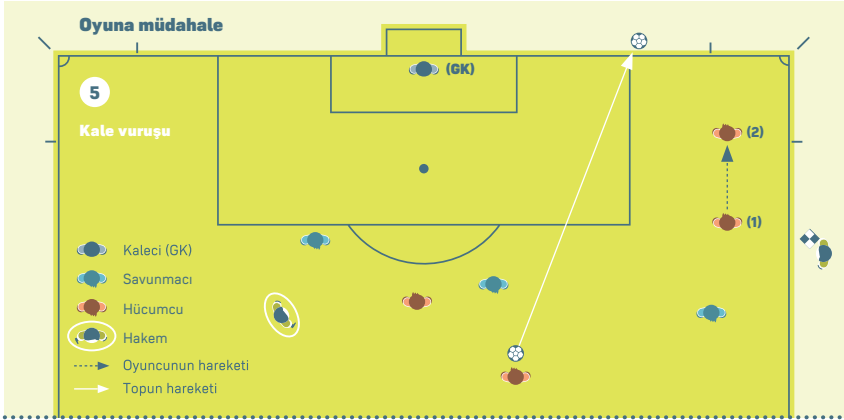 Oyuna müdahale
5
Kale vuruşu
(GK)
(2)
(1)
Kaleci (GK)
Savunmacı
Hücumcu
Hakem
Oyuncunun hareketi
Topun hareketi